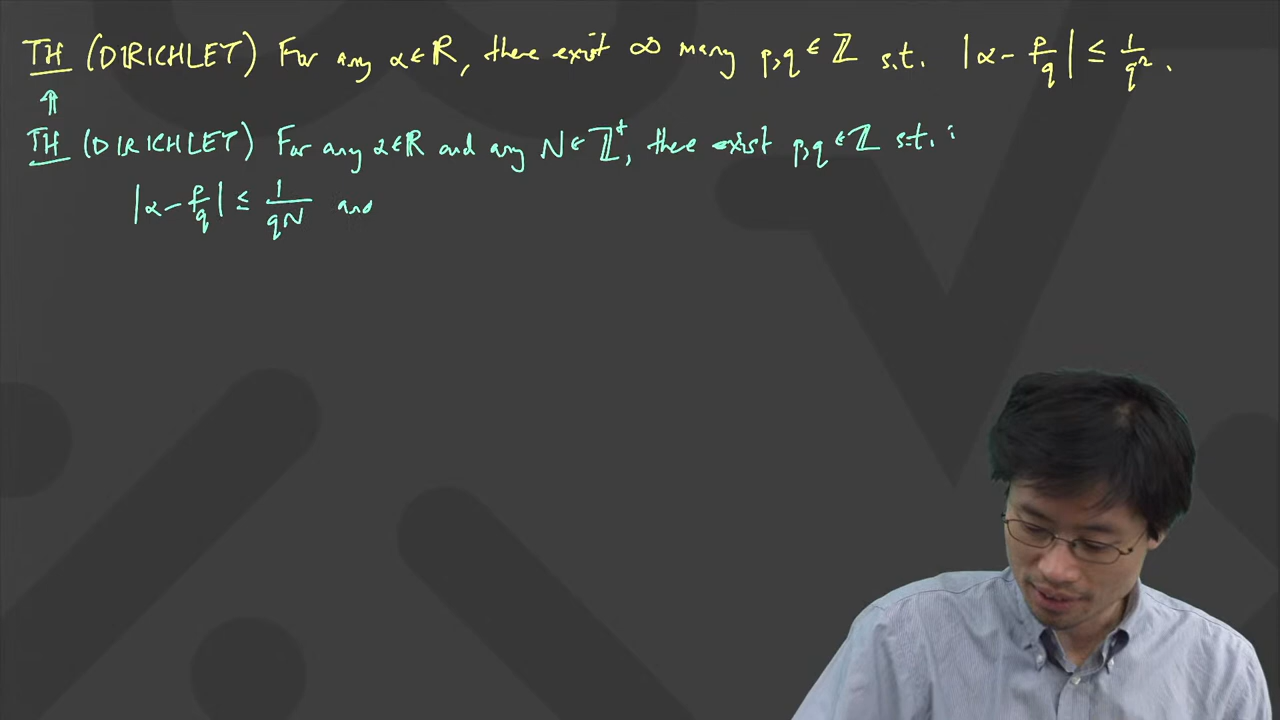 TH (DIRICHLET) For any α∈ℝ, there exist ∞ many p,q ∈ ℤ s.t. |α - p/q| ≤ 1/q².
⇑
TH (DIRICHLET) For any α∈ℝ and any N∈ℤ⁺, there exist p,q ∈ ℤ s.t. :
|α - p/q| ≤ 1/qN and